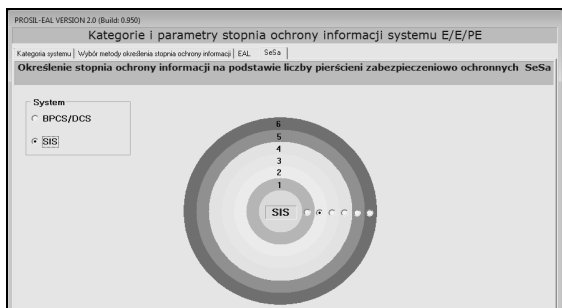 PROSIL-EAL VERSION 2.0 (Build: 0.950)
Kategorie i parametry stopnia ochrony informacji systemu E/E/PE
Kategoria systemu Wybór metody określenia stopnia ochrony informacji EAL SeSa
Określenie stopnia ochrony informacji na podstawie liczby pierścieni zabezpieczeniowo ochronnych SeSa
System
BPCS/DCS
SIS
6
5
4
3
2
1
SIS